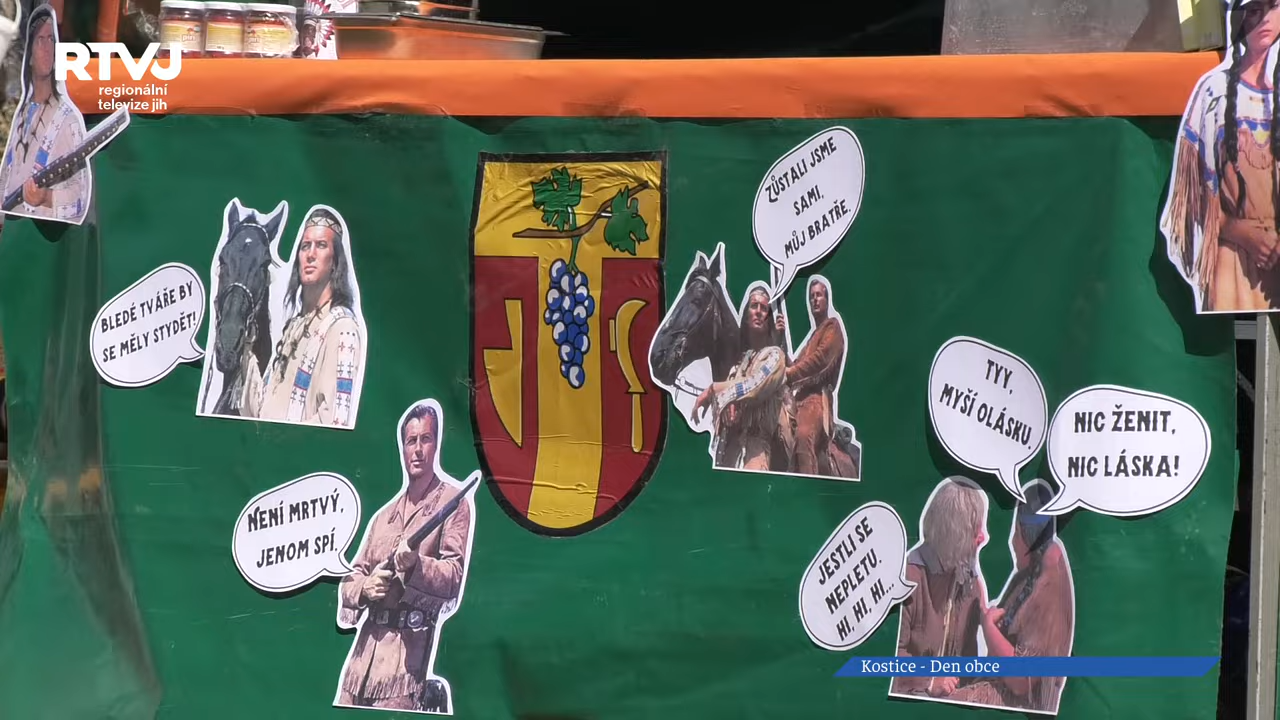 RTVJ
regionální
televize jih
BLEDÉ TVÁŘE BY
SE MĚLY STYDĚT!
ZŮSTALI JSME
SAMI,
MŮJ BRATŘE.
NENÍ MRTVÝ,
JENOM SPÍ.
TYY,
MYŠÍ OLÁSKU.
NIC ŽENIT,
NIC LÁSKA!
JESTLI SE
NEPLETU.
HI, HI, HI...
Kostice - Den obce